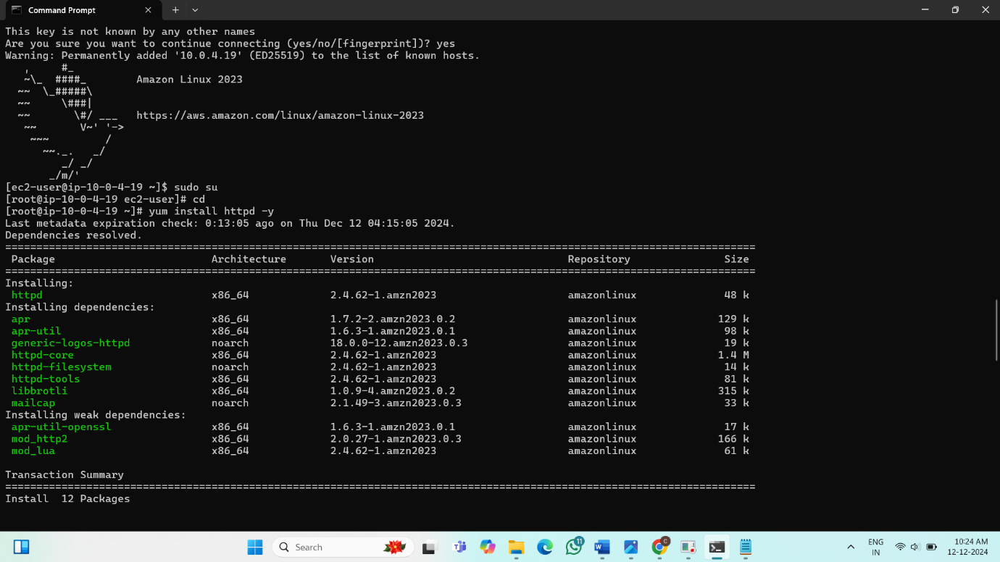 Command Prompt
This key is not known by any other names
Are you sure you want to continue connecting (yes/no/[fingerprint])? yes
Warning: Permanently added '10.0.4.19' (ED25519) to the list of known hosts.
   ,     #_
   ~\_  ####_        Amazon Linux 2023
  ~~  \_#####\
  ~~     \###|
  ~~       \#/ ___   https://aws.amazon.com/linux/amazon-linux-2023
   ~~       V~' '->
    ~~~         /
      ~~._.   _/
         _/ _/
       _/m/'
[ec2-user@ip-10-0-4-19 ~]$ sudo su
[root@ip-10-0-4-19 ec2-user]# cd
[root@ip-10-0-4-19 ~]# yum install httpd -y
Last metadata expiration check: 0:13:05 ago on Thu Dec 12 04:15:05 2024.
Dependencies resolved.
Package Architecture Version Repository Size
Installing:
httpd x86_64 2.4.62-1.amzn2023 amazonlinux 48 k
Installing dependencies:
apr x86_64 1.7.2-2.amzn2023.0.2 amazonlinux 129 k
apr-util x86_64 1.6.3-1.amzn2023.0.1 amazonlinux 98 k
generic-logos-httpd noarch 18.0.0-12.amzn2023.0.3 amazonlinux 19 k
httpd-core x86_64 2.4.62-1.amzn2023 amazonlinux 1.4 M
httpd-filesystem noarch 2.4.62-1.amzn2023 amazonlinux 14 k
httpd-tools x86_64 2.4.62-1.amzn2023 amazonlinux 81 k
libbrotli x86_64 1.0.9-4.amzn2023.0.2 amazonlinux 315 k
mailcap noarch 2.1.49-3.amzn2023.0.3 amazonlinux 33 k
Installing weak dependencies:
apr-util-openssl x86_64 1.6.3-1.amzn2023.0.1 amazonlinux 17 k
mod_http2 x86_64 2.0.27-1.amzn2023.0.3 amazonlinux 166 k
mod_lua x86_64 2.4.62-1.amzn2023 amazonlinux 61 k
Transaction Summary
Install  12 Packages
Search
11
C
ENG
IN
10:24 AM
12-12-2024